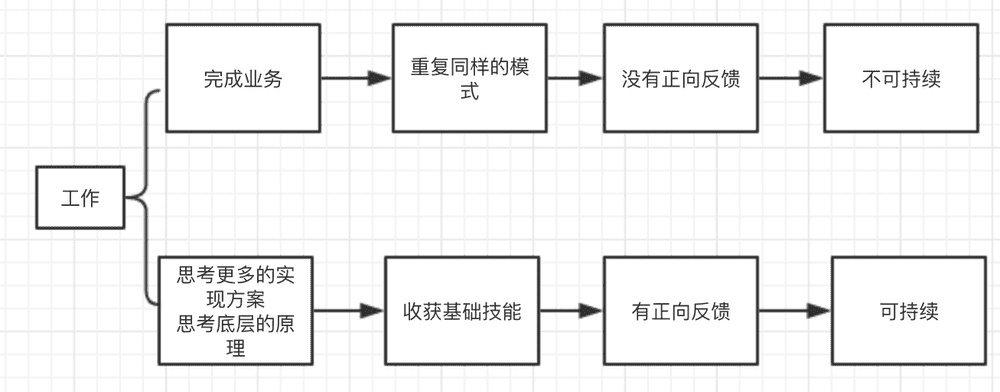 完成业务
重复同样的模
式
没有正向反馈
不可持续
工作
思考更多的实
现方案
思考底层的原
理
收获基础技能
有正向反馈
可持续